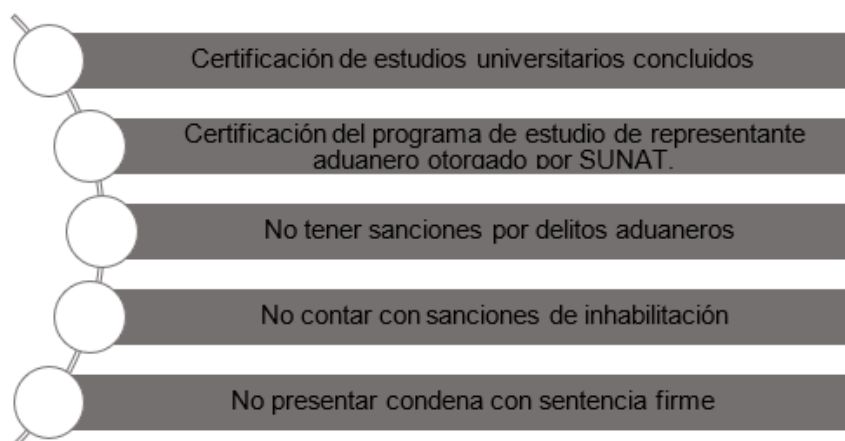 Certificación de estudios universitarios concluidos
Certificación del programa de estudio de representante
aduanero otorgado por SUNAT.
No tener sanciones por delitos aduaneros
No contar con sanciones de inhabilitación
No presentar condena con sentencia firme